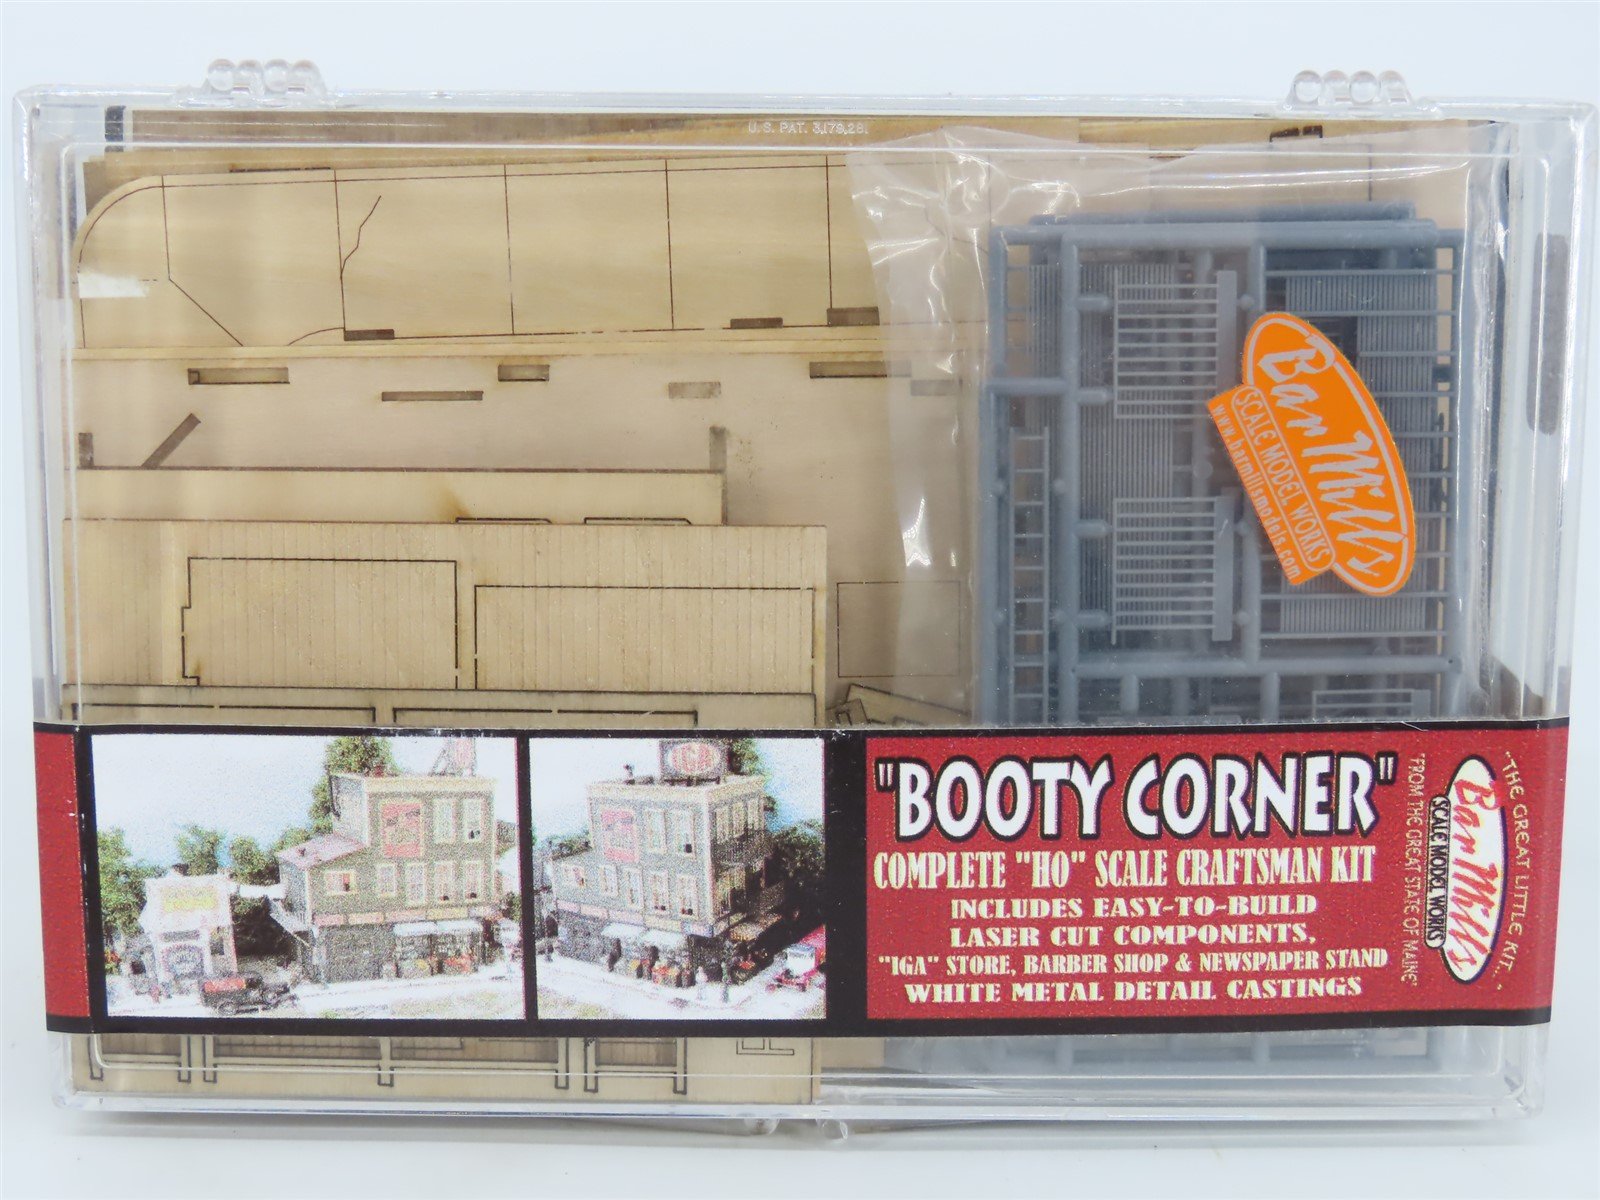 U.S. PAT. 3,179,28.
Bar Mills
SCALE MODEL WORKS
www.barmillsmodels.com
"BOOTY CORNER"
COMPLETE "HO" SCALE CRAFTSMAN KIT
INCLUDES EASY-TO-BUILD
LASER CUT COMPONENTS,
"IGA" STORE, BARBER SHOP & NEWSPAPER STAND
WHITE METAL DETAIL CASTINGS
FROM THE GREAT STATE OF MAINE
Bar Mills
SCALE MODEL WORKS
"THE GREAT LITTLE KIT..."